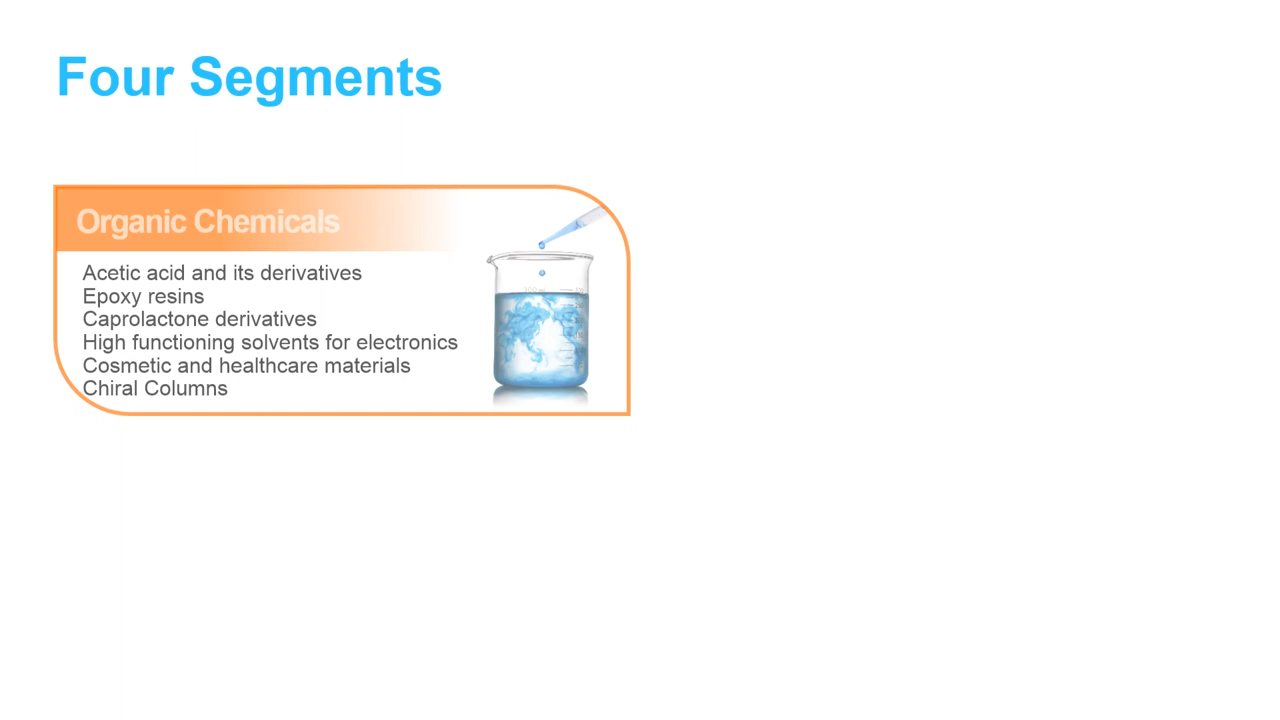 Four Segments
Organic Chemicals
Acetic acid and its derivatives
Epoxy resins
Caprolactone derivatives
High functioning solvents for electronics
Cosmetic and healthcare materials
Chiral Columns